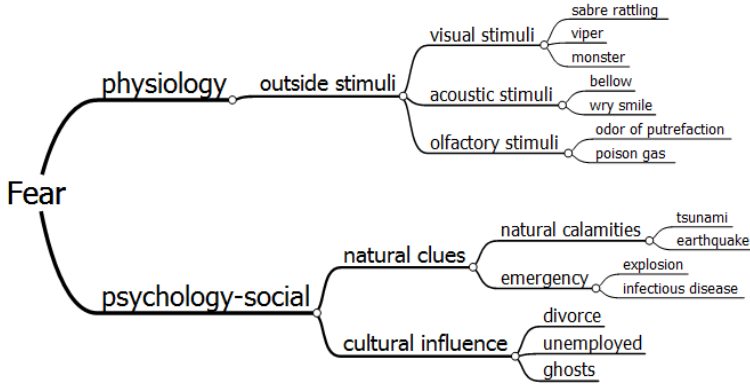 Fear
physiology
outside stimuli
visual stimuli
sabre rattling
viper
monster
acoustic stimuli
bellow
wry smile
olfactory stimuli
odor of putrefaction
poison gas
psychology-social
natural clues
natural calamities
tsunami
earthquake
emergency
explosion
infectious disease
cultural influence
divorce
unemployed
ghosts